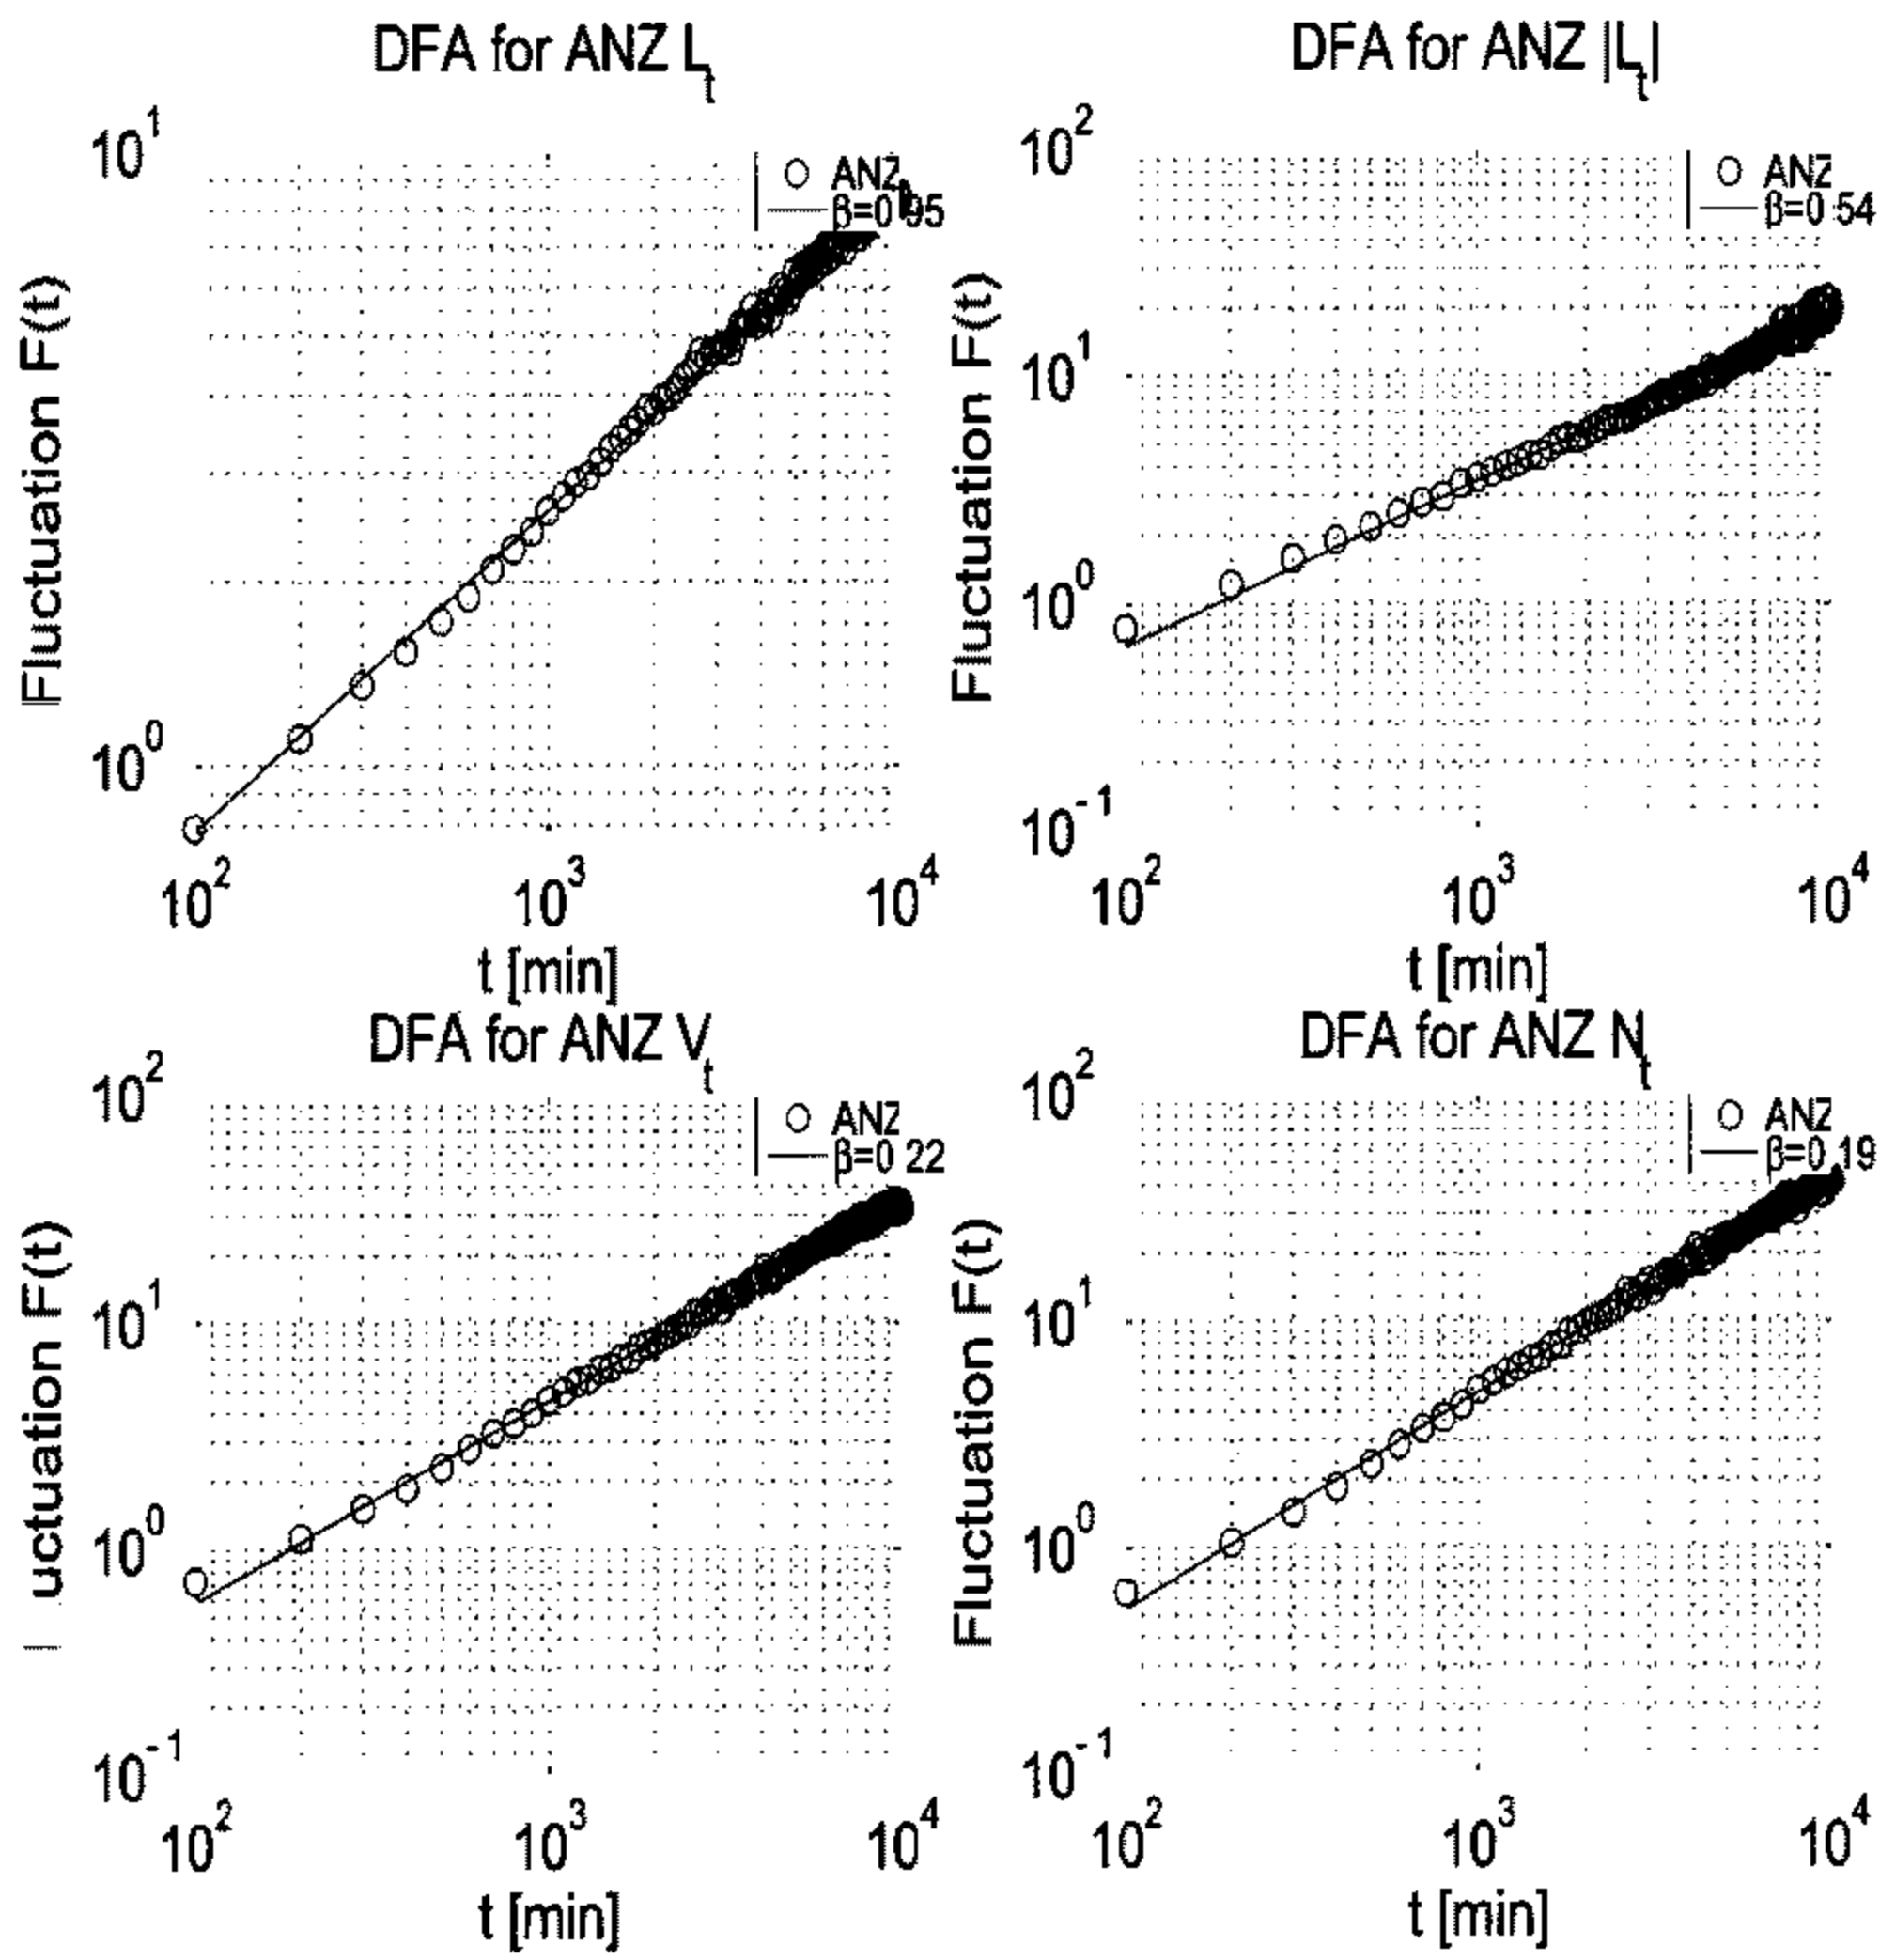 DFA for ANZ L_t
10^1
ANZ
β=0 95
Fluctuation F(t)
10^0
10^2
10^3
10^4
t [min]
DFA for ANZ |L_t|
10^2
ANZ
β=0 54
Fluctuation F(t)
10^1
10^0
10^-1
10^2
10^3
10^4
t [min]
DFA for ANZ V_t
10^2
ANZ
β=0 22
uctuation F(t)
10^1
10^0
10^-1
10^2
10^3
10^4
t [min]
DFA for ANZ N_t
10^2
ANZ
β=0 19
Fluctuation F(t)
10^1
10^0
10^-1
10^2
10^3
10^4
t [min]